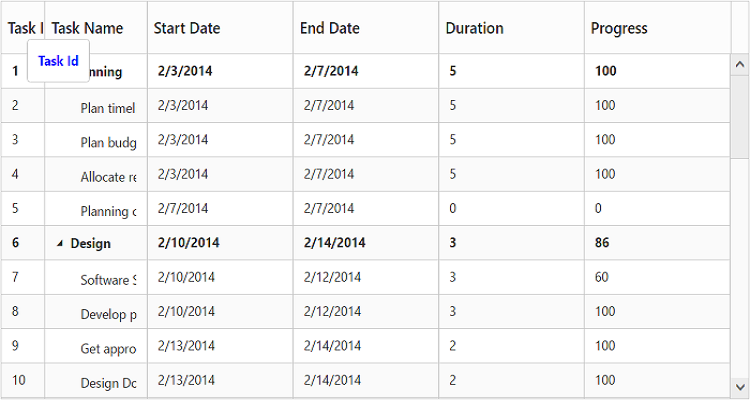 Task I Task Name Start Date End Date Duration Progress
Task Id
1 nning 2/3/2014 2/7/2014 5 100
2 Plan timel 2/3/2014 2/7/2014 5 100
3 Plan budg 2/3/2014 2/7/2014 5 100
4 Allocate re 2/3/2014 2/7/2014 5 100
5 Planning c 2/7/2014 2/7/2014 0 0
6 Design 2/10/2014 2/14/2014 3 86
7 Software S 2/10/2014 2/12/2014 3 60
8 Develop p 2/10/2014 2/12/2014 3 100
9 Get appro 2/13/2014 2/14/2014 2 100
10 Design Do 2/13/2014 2/14/2014 2 100